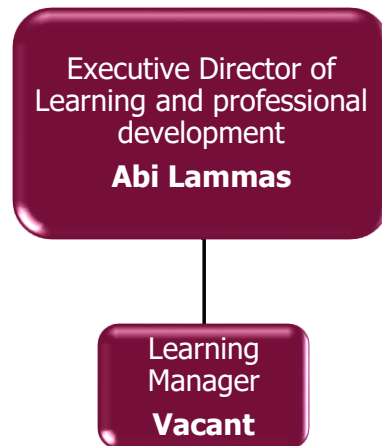 Executive Director of
Learning and professional
development
Abi Lammas
Learning
Manager
Vacant